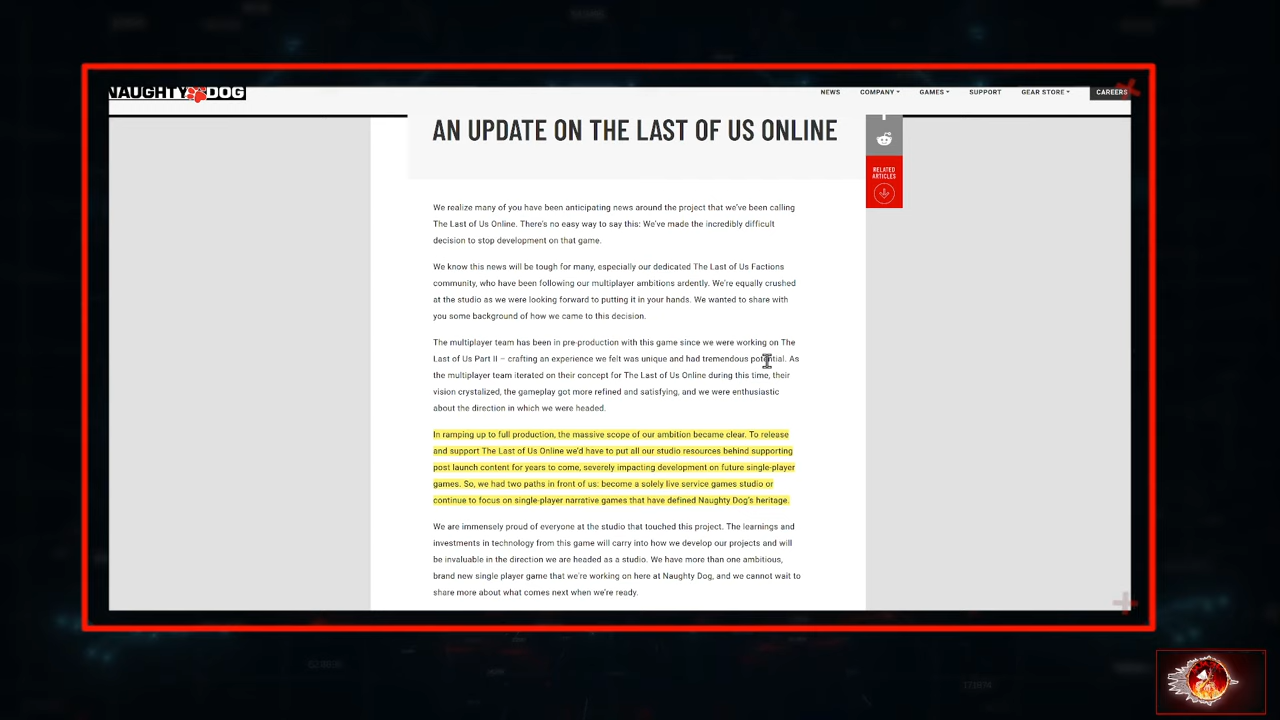 NAUGHTY DOG
NEWS COMPANY GAMES SUPPORT GEAR STORE CAREERS
AN UPDATE ON THE LAST OF US ONLINE
RELATED
ARTICLES
We realize many of you have been anticipating news around the project that we've been calling
The Last of Us Online. There's no easy way to say this: We've made the incredibly difficult
decision to stop development on that game.
We know this news will be tough for many, especially our dedicated The Last of Us Factions
community, who have been following our multiplayer ambitions ardently. We're equally crushed
at the studio as we were looking forward to putting it in your hands. We wanted to share with
you some background of how we came to this decision.
The multiplayer team has been in pre-production with this game since we were working on The
Last of Us Part II – crafting an experience we felt was unique and had tremendous potential. As
the multiplayer team iterated on their concept for The Last of Us Online during this time, their
vision crystalized, the gameplay got more refined and satisfying, and we were enthusiastic
about the direction in which we were headed.
In ramping up to full production, the massive scope of our ambition became clear. To release
and support The Last of Us Online we'd have to put all our studio resources behind supporting
post launch content for years to come, severely impacting development on future single-player
games. So, we had two paths in front of us: become a solely live service games studio or
continue to focus on single-player narrative games that have defined Naughty Dog's heritage.
We are immensely proud of everyone at the studio that touched this project. The learnings and
investments in technology from this game will carry into how we develop our projects and will
be invaluable in the direction we are headed as a studio. We have more than one ambitious,
brand new single player game that we're working on here at Naughty Dog, and we cannot wait to
share more about what comes next when we're ready.